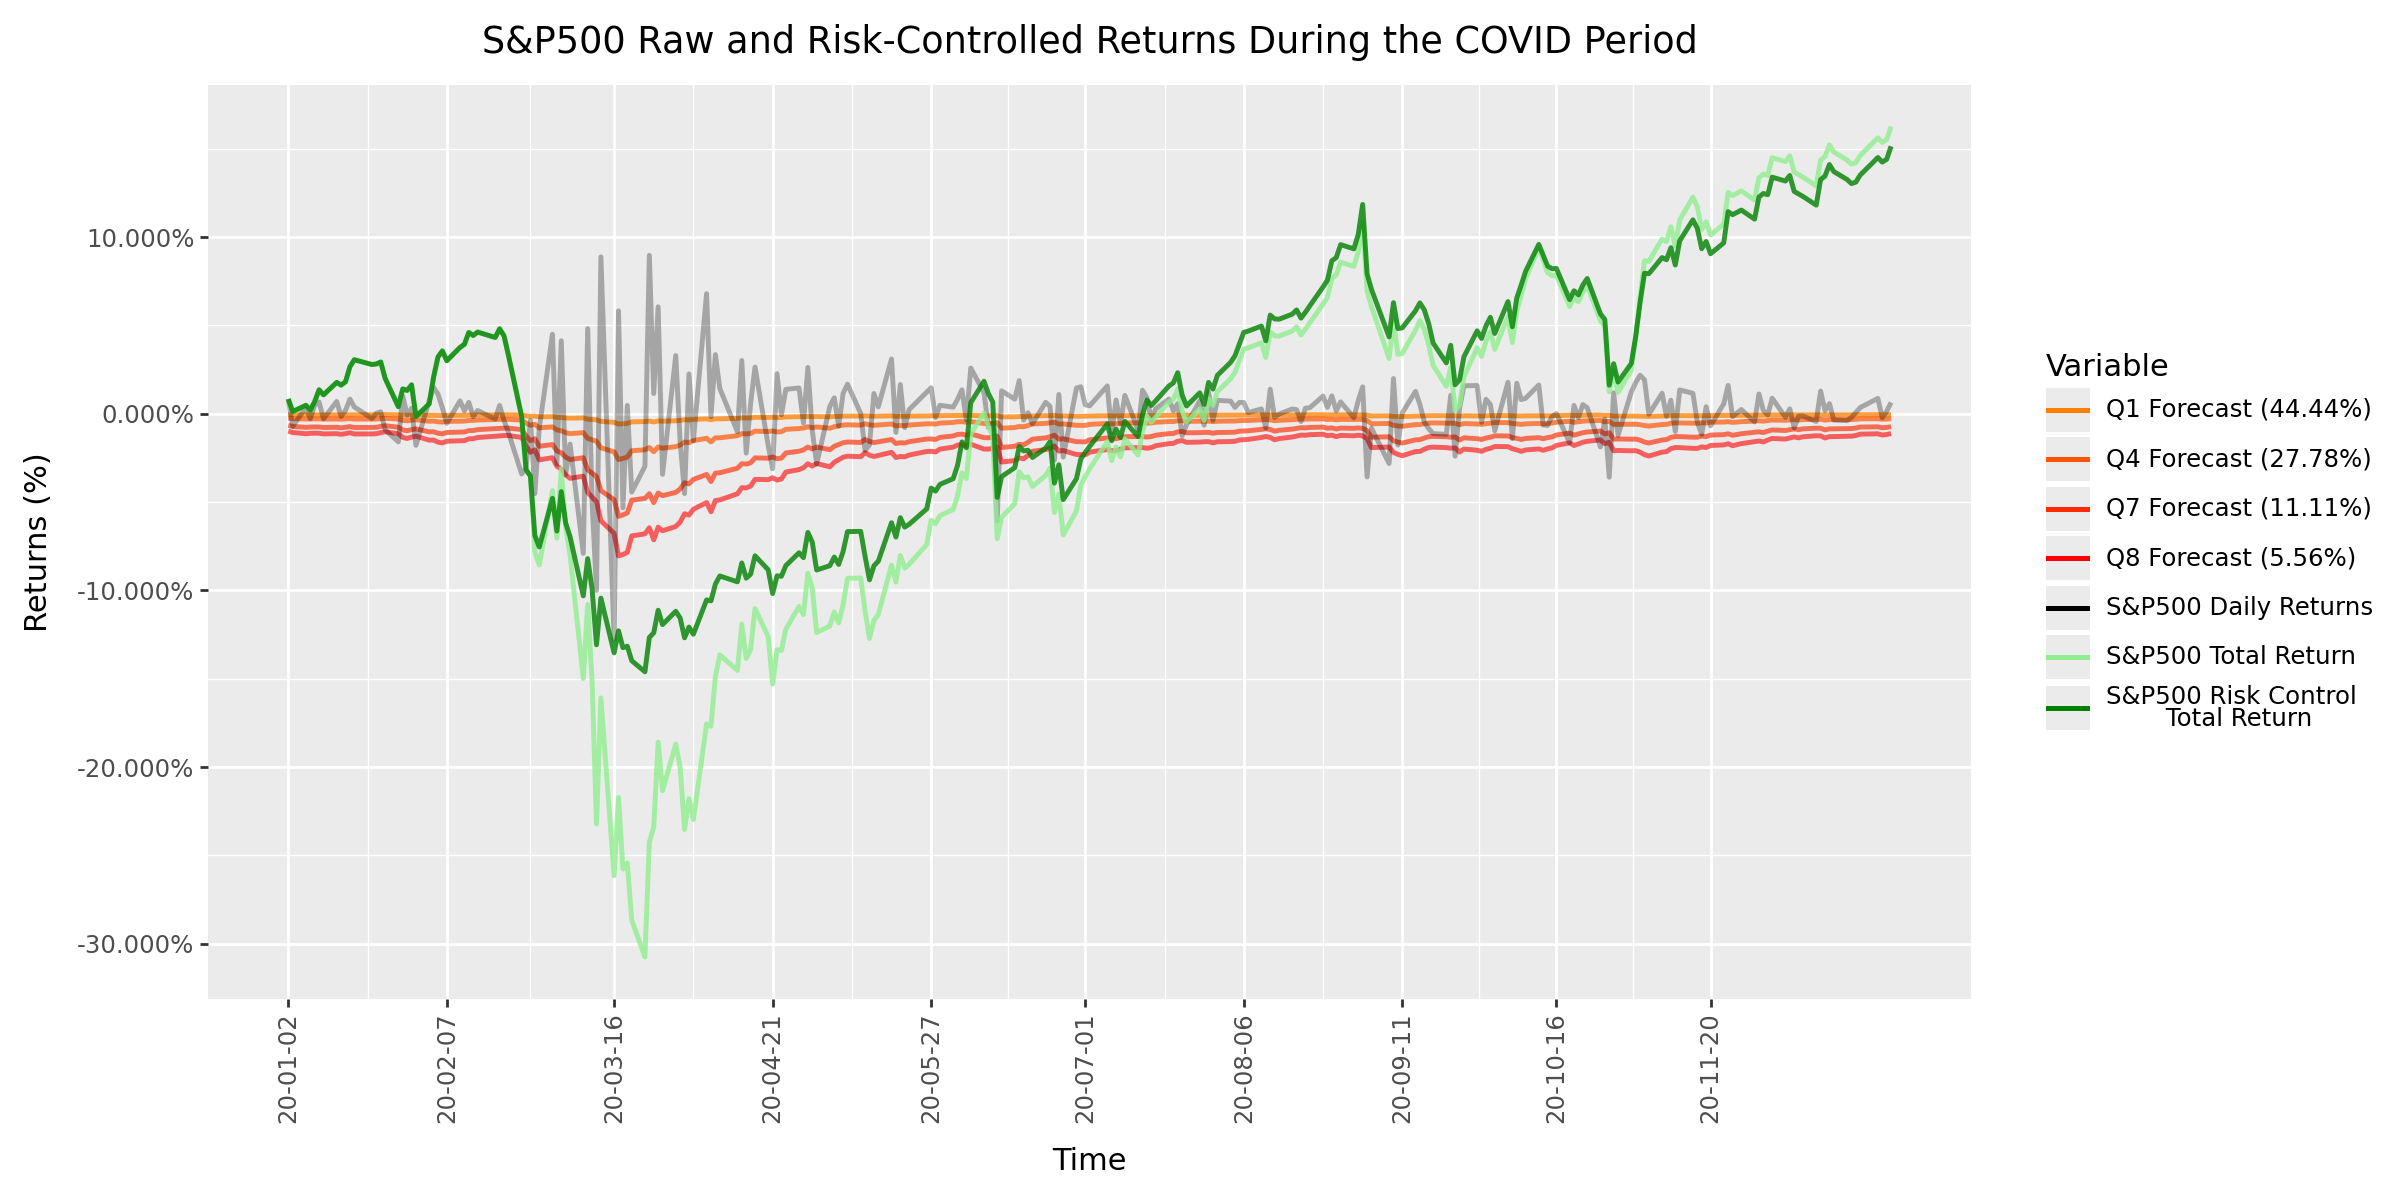 S&P500 Raw and Risk-Controlled Returns During the COVID Period
Returns (%)
10.000%
0.000%
-10.000%
-20.000%
-30.000%
20-01-02
20-02-07
20-03-16
20-04-21
20-05-27
20-07-01
20-08-06
20-09-11
20-10-16
20-11-20
Time
Variable
Q1 Forecast (44.44%)
Q4 Forecast (27.78%)
Q7 Forecast (11.11%)
Q8 Forecast (5.56%)
S&P500 Daily Returns
S&P500 Total Return
S&P500 Risk Control
Total Return